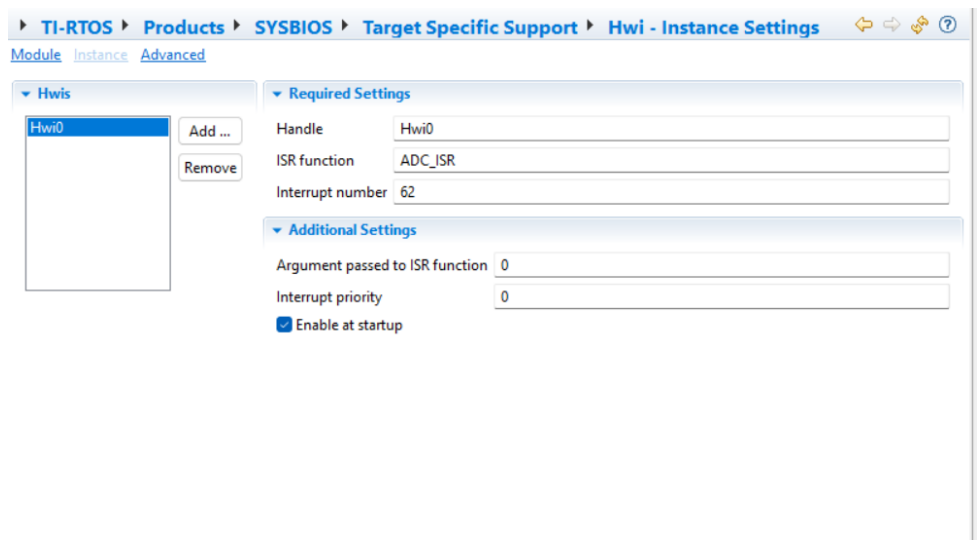 TI-RTOS Products SYSBIOS Target Specific Support Hwi - Instance Settings
Module Instance Advanced
Hwis
Hwi0
Add ...
Remove
Required Settings
Handle Hwi0
ISR function ADC_ISR
Interrupt number 62
Additional Settings
Argument passed to ISR function 0
Interrupt priority 0
Enable at startup